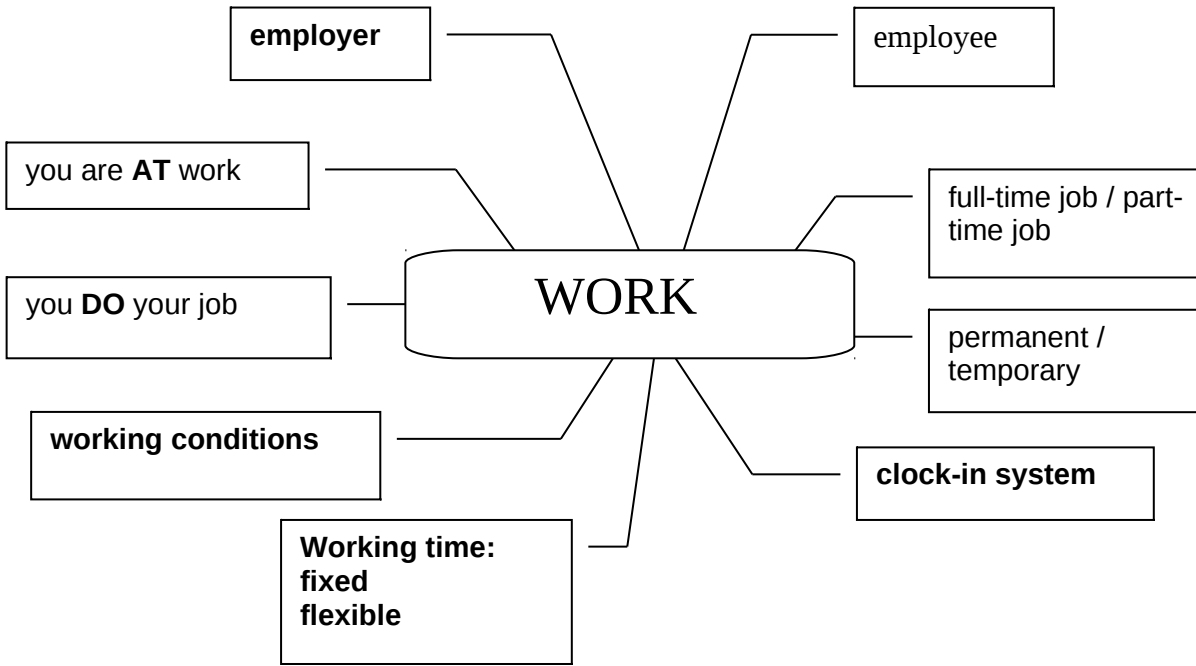 employer
employee
you are AT work
full-time job / part-
time job
WORK
you DO your job
permanent /
temporary
working conditions
clock-in system
Working time:
fixed
flexible